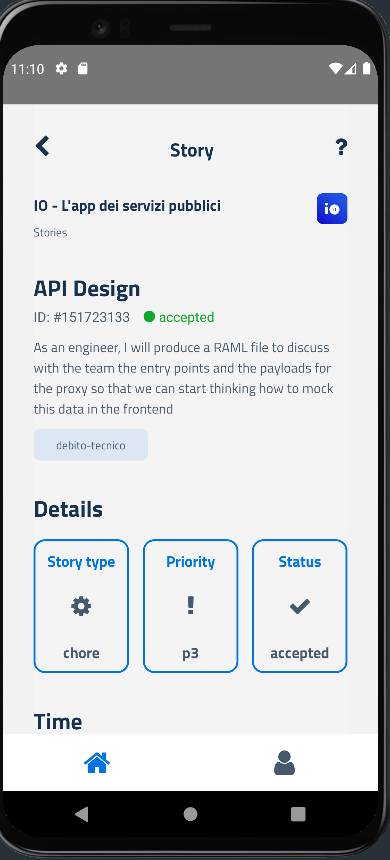 11:10
Story
?
IO - L'app dei servizi pubblici
io
Stories
API Design
ID: #151723133 accepted
As an engineer, I will produce a RAML file to discuss
with the team the entry points and the payloads for
the proxy so that we can start thinking how to mock
this data in the frontend
debito-tecnico
Details
Story type Priority Status
!
chore p3 accepted
Time